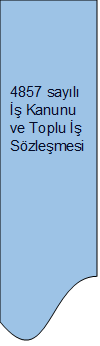 4857 sayılı
İş Kanunu
ve Toplu İş
Sözleşmesi